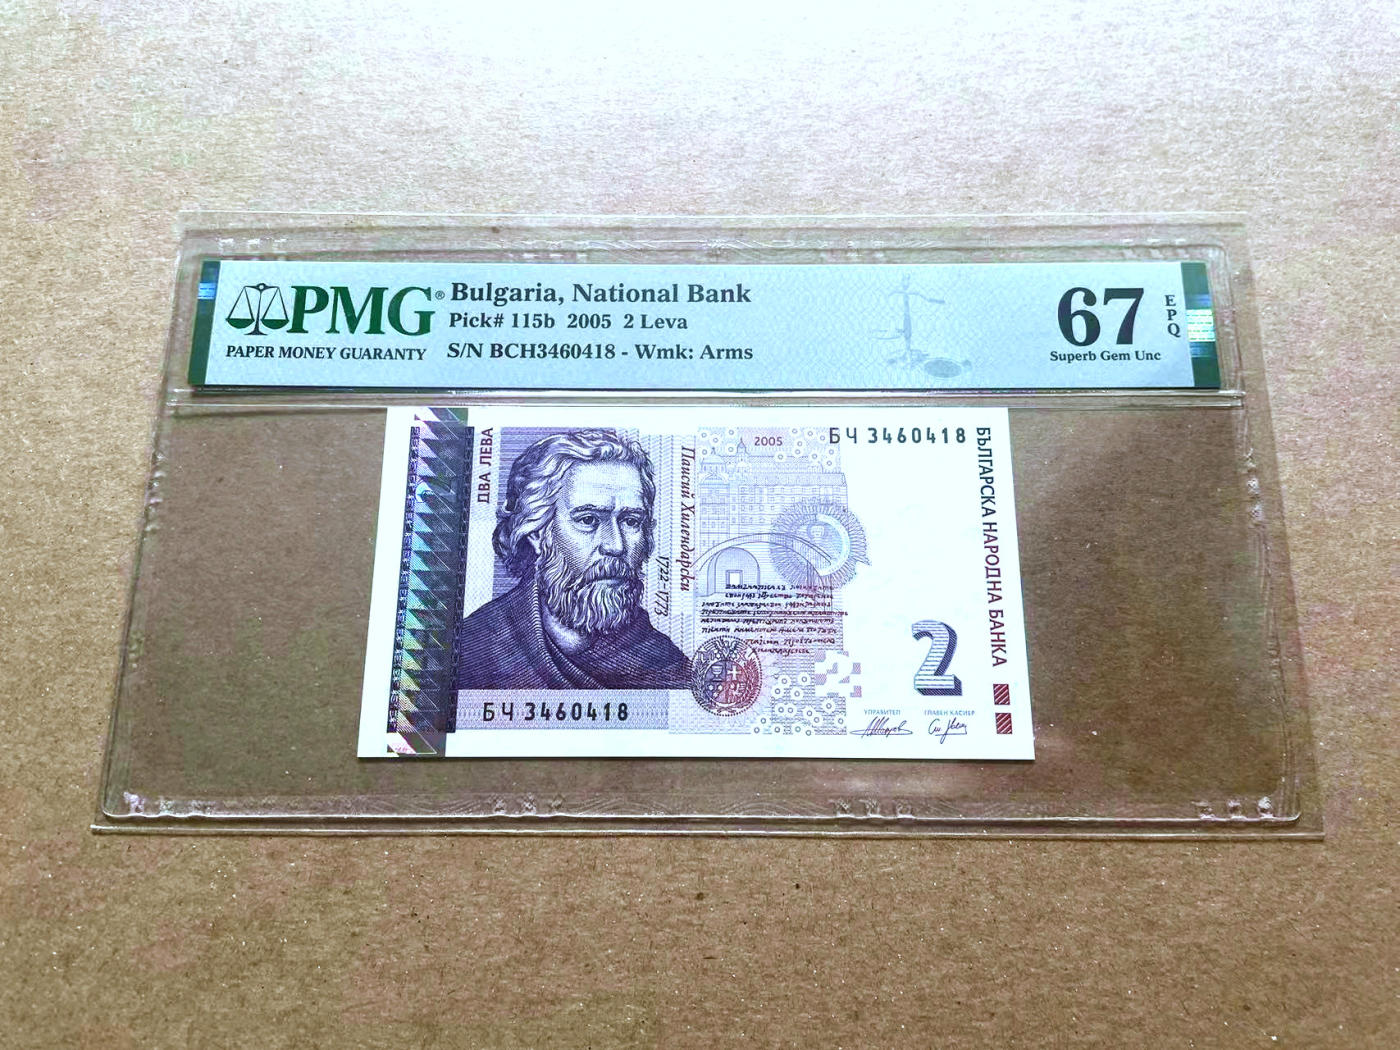 PMG®
PAPER MONEY GUARANTY
Bulgaria, National Bank
Pick# 115b 2005 2 Leva
S/N BCH3460418 - Wmk: Arms
67
EPQ
Superb Gem Unc
ДВА ЛЕВА
Паисий Хилендарски
1722-1773
2005
БЧ 3460418
БЪЛГАРСКА НАРОДНА БАНКА
2
БЧ 3460418
УПРАВИТЕЛ
ГЛАВЕН КАСИЕР